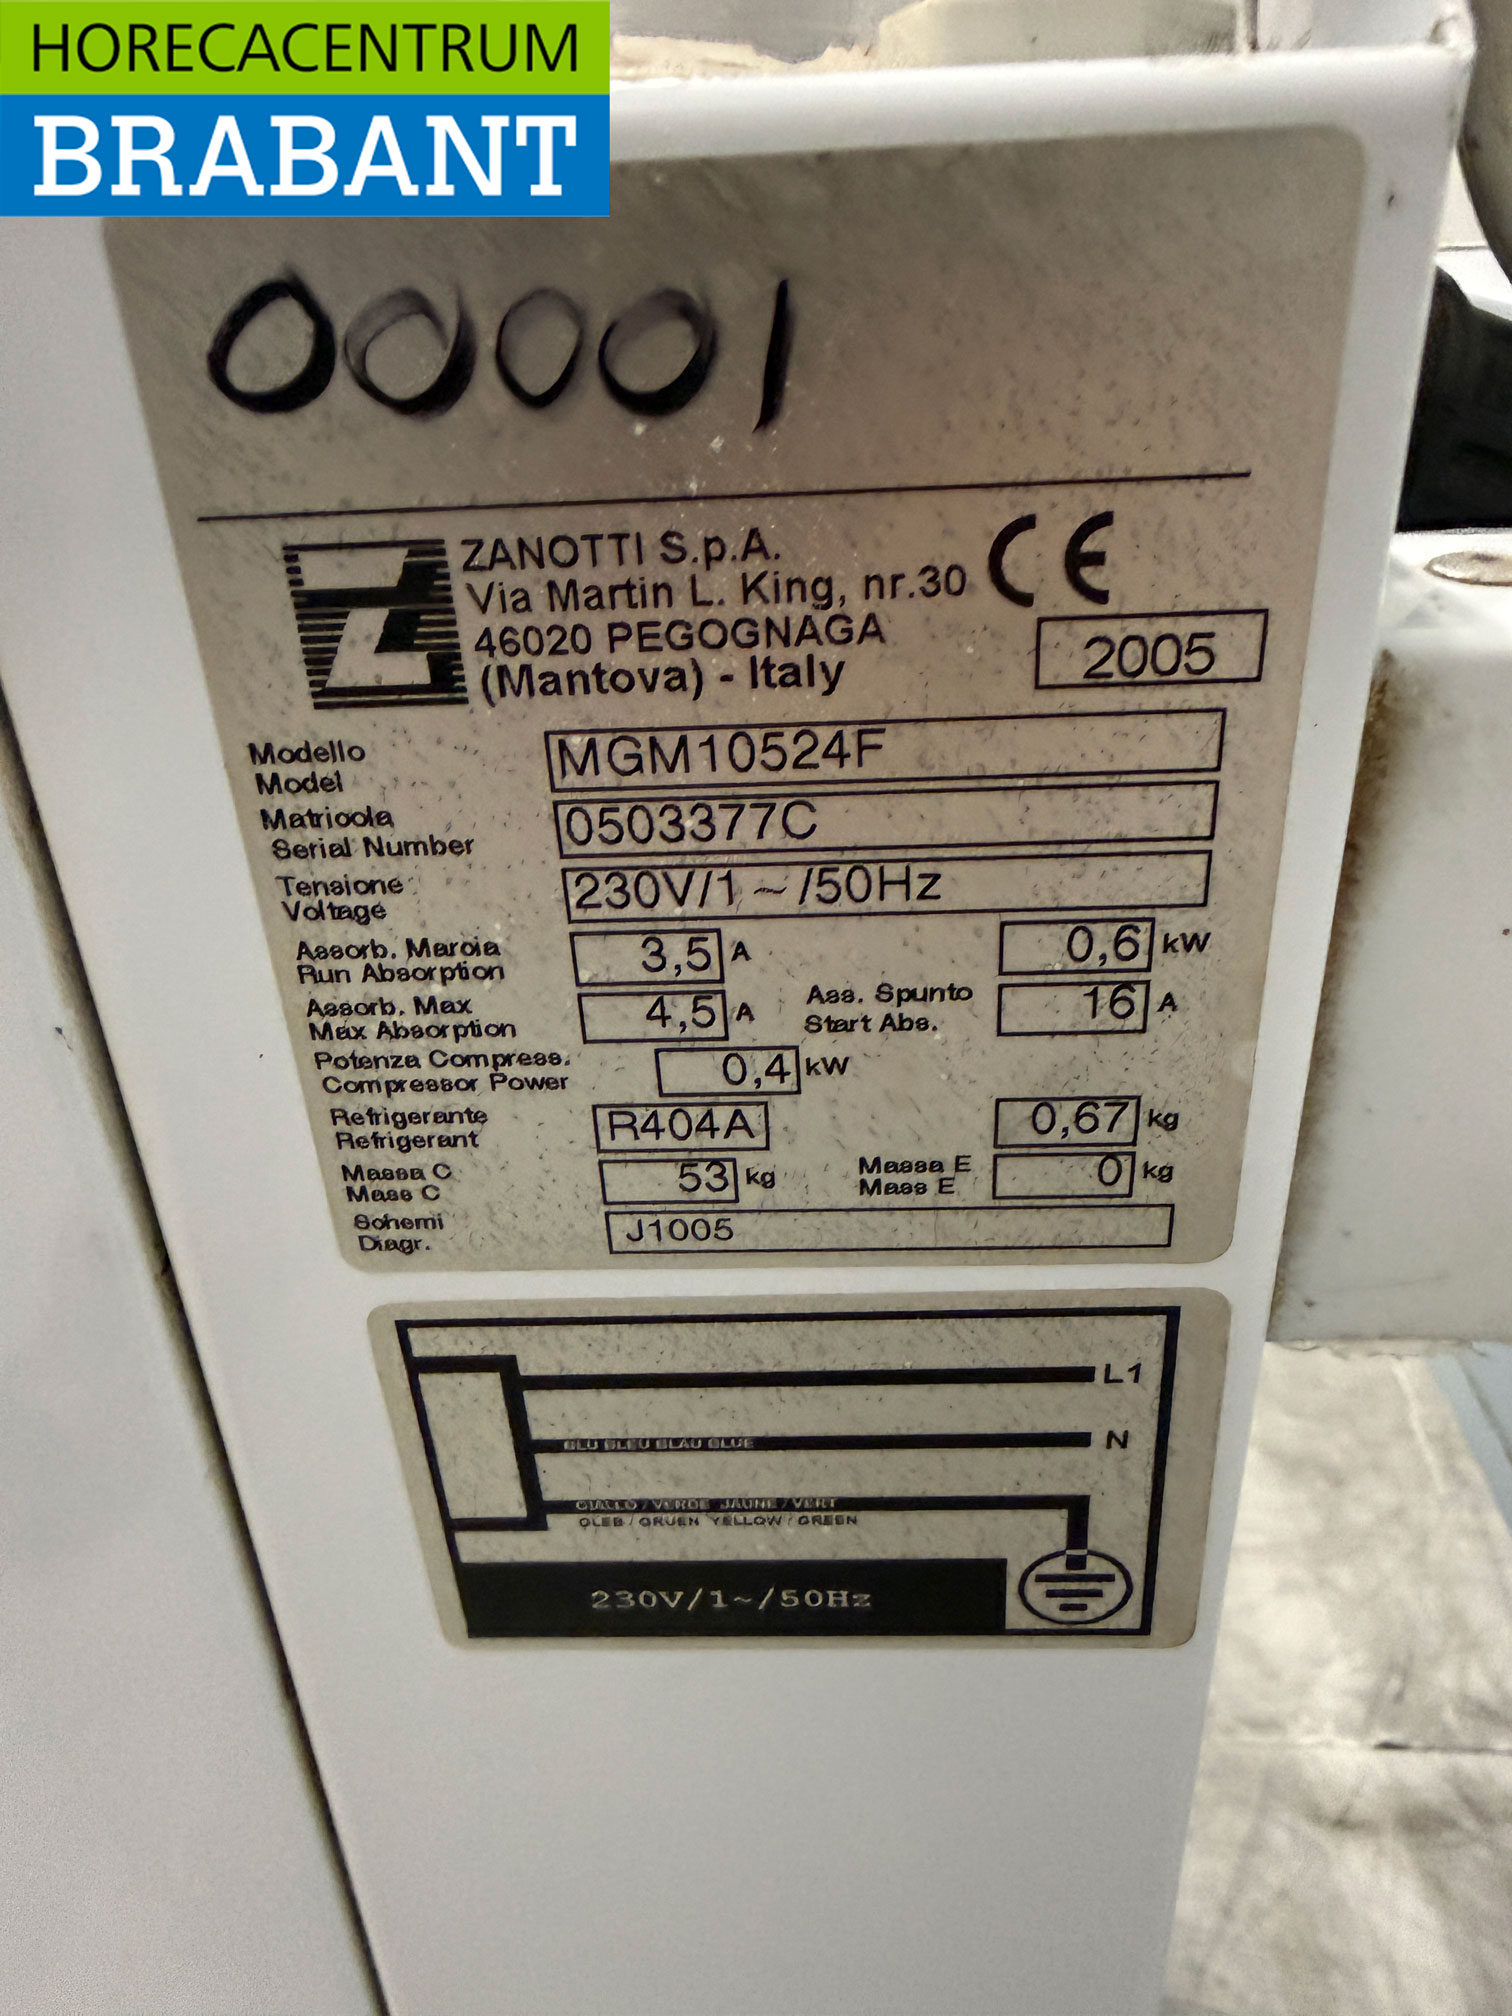 HORECACENTRUM
BRABANT
00001
ZANOTTI S.p.A.
Via Martin L. King, nr.30
46020 PEGOGNAGA
(Mantova) - Italy
CE
2005
Modello
Model
MGM10524F
Matricola
Serial Number
0503377C
Tensione
Voltage
230V/1~/50Hz
Assorb. Marcia
Run Absorption
3,5 A
0,6 kW
Assorb. Max
Max Absorption
4,5 A
Ass. Spunto
Start Abs.
16 A
Potenza Compress.
Compressor Power
0,4 kW
Refrigerante
Refrigerant
R404A
0,67 kg
Massa C
Mass C
53 kg
Massa E
Mass E
0 kg
Schemi
Diagr.
J1005
L1
BLU BLEU BLAU BLUE
N
GIALLO/VERDE JAUNE/VERT
GLEB/GRUEN YELLOW/GREEN
230V/1~/50Hz